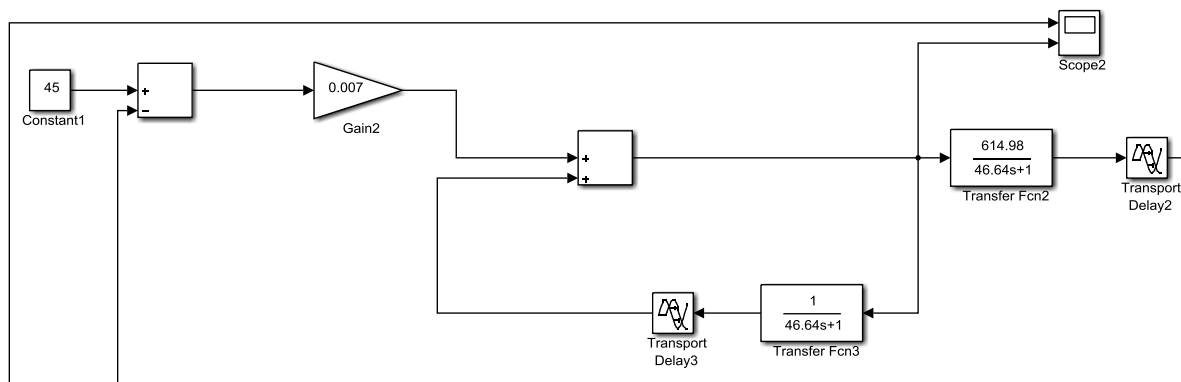 Scope2
45
+
−
Constant1
0.007
Gain2
+
+
614.98
46.64s+1
Transfer Fcn2
Transport
Delay2
1
46.64s+1
Transfer Fcn3
Transport
Delay3